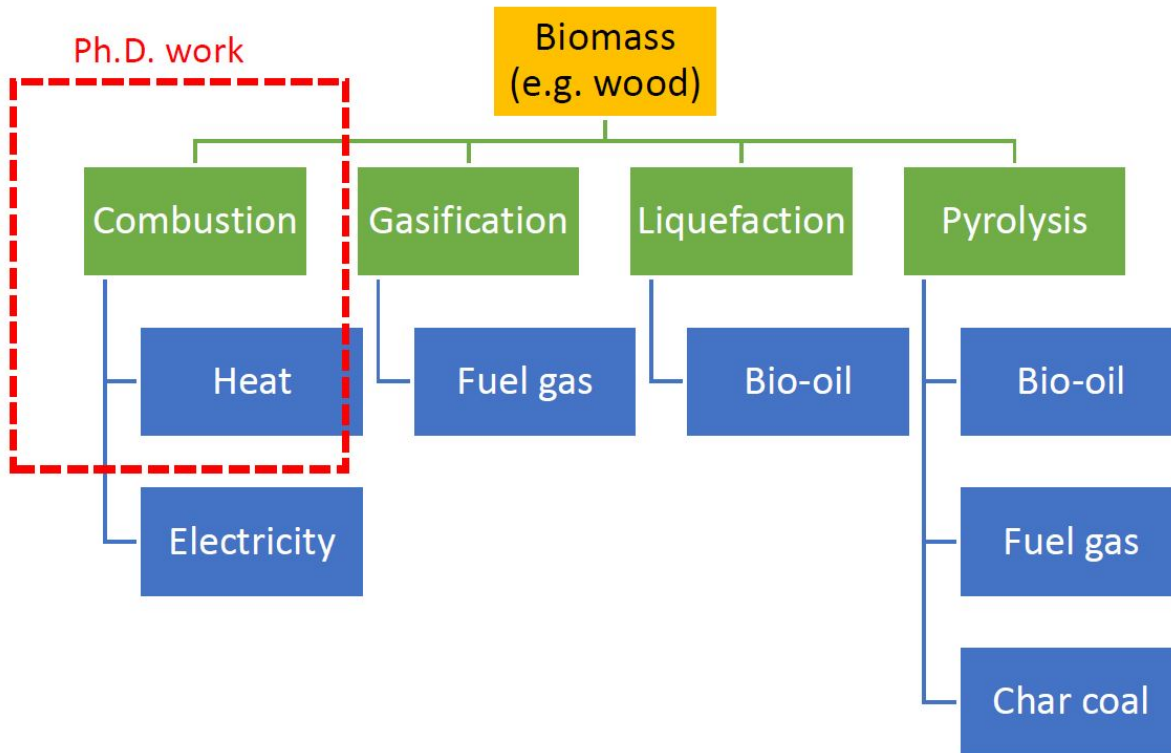 Ph.D. work
Biomass
(e.g. wood)
Combustion
Gasification
Liquefaction
Pyrolysis
Heat
Fuel gas
Bio-oil
Bio-oil
Electricity
Fuel gas
Char coal